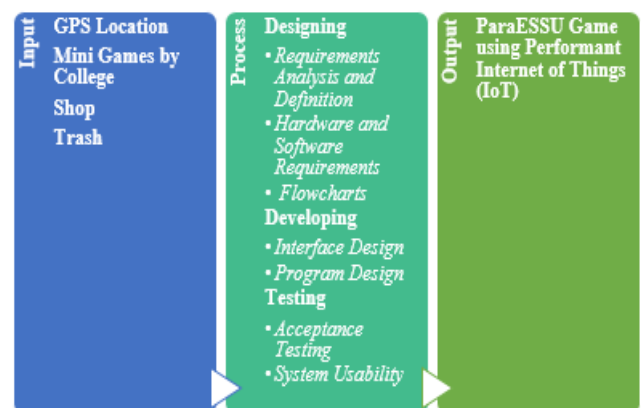 Input
GPS Location
Mini Games by
College
Shop
Trash
Process
Designing
• Requirements
Analysis and
Definition
• Hardware and
Software
Requirements
• Flowcharts
Developing
• Interface Design
• Program Design
Testing
• Acceptance
Testing
• System Usability
Output
ParaESSU Game
using Performant
Internet of Things
(IoT)